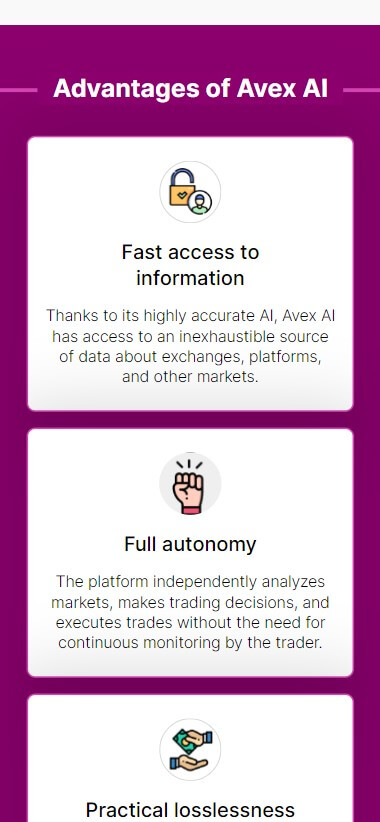 Advantages of Avex AI
Fast access to
information
Thanks to its highly accurate AI, Avex AI
has access to an inexhaustible source
of data about exchanges, platforms,
and other markets.
Full autonomy
The platform independently analyzes
markets, makes trading decisions, and
executes trades without the need for
continuous monitoring by the trader.
Practical losslessness